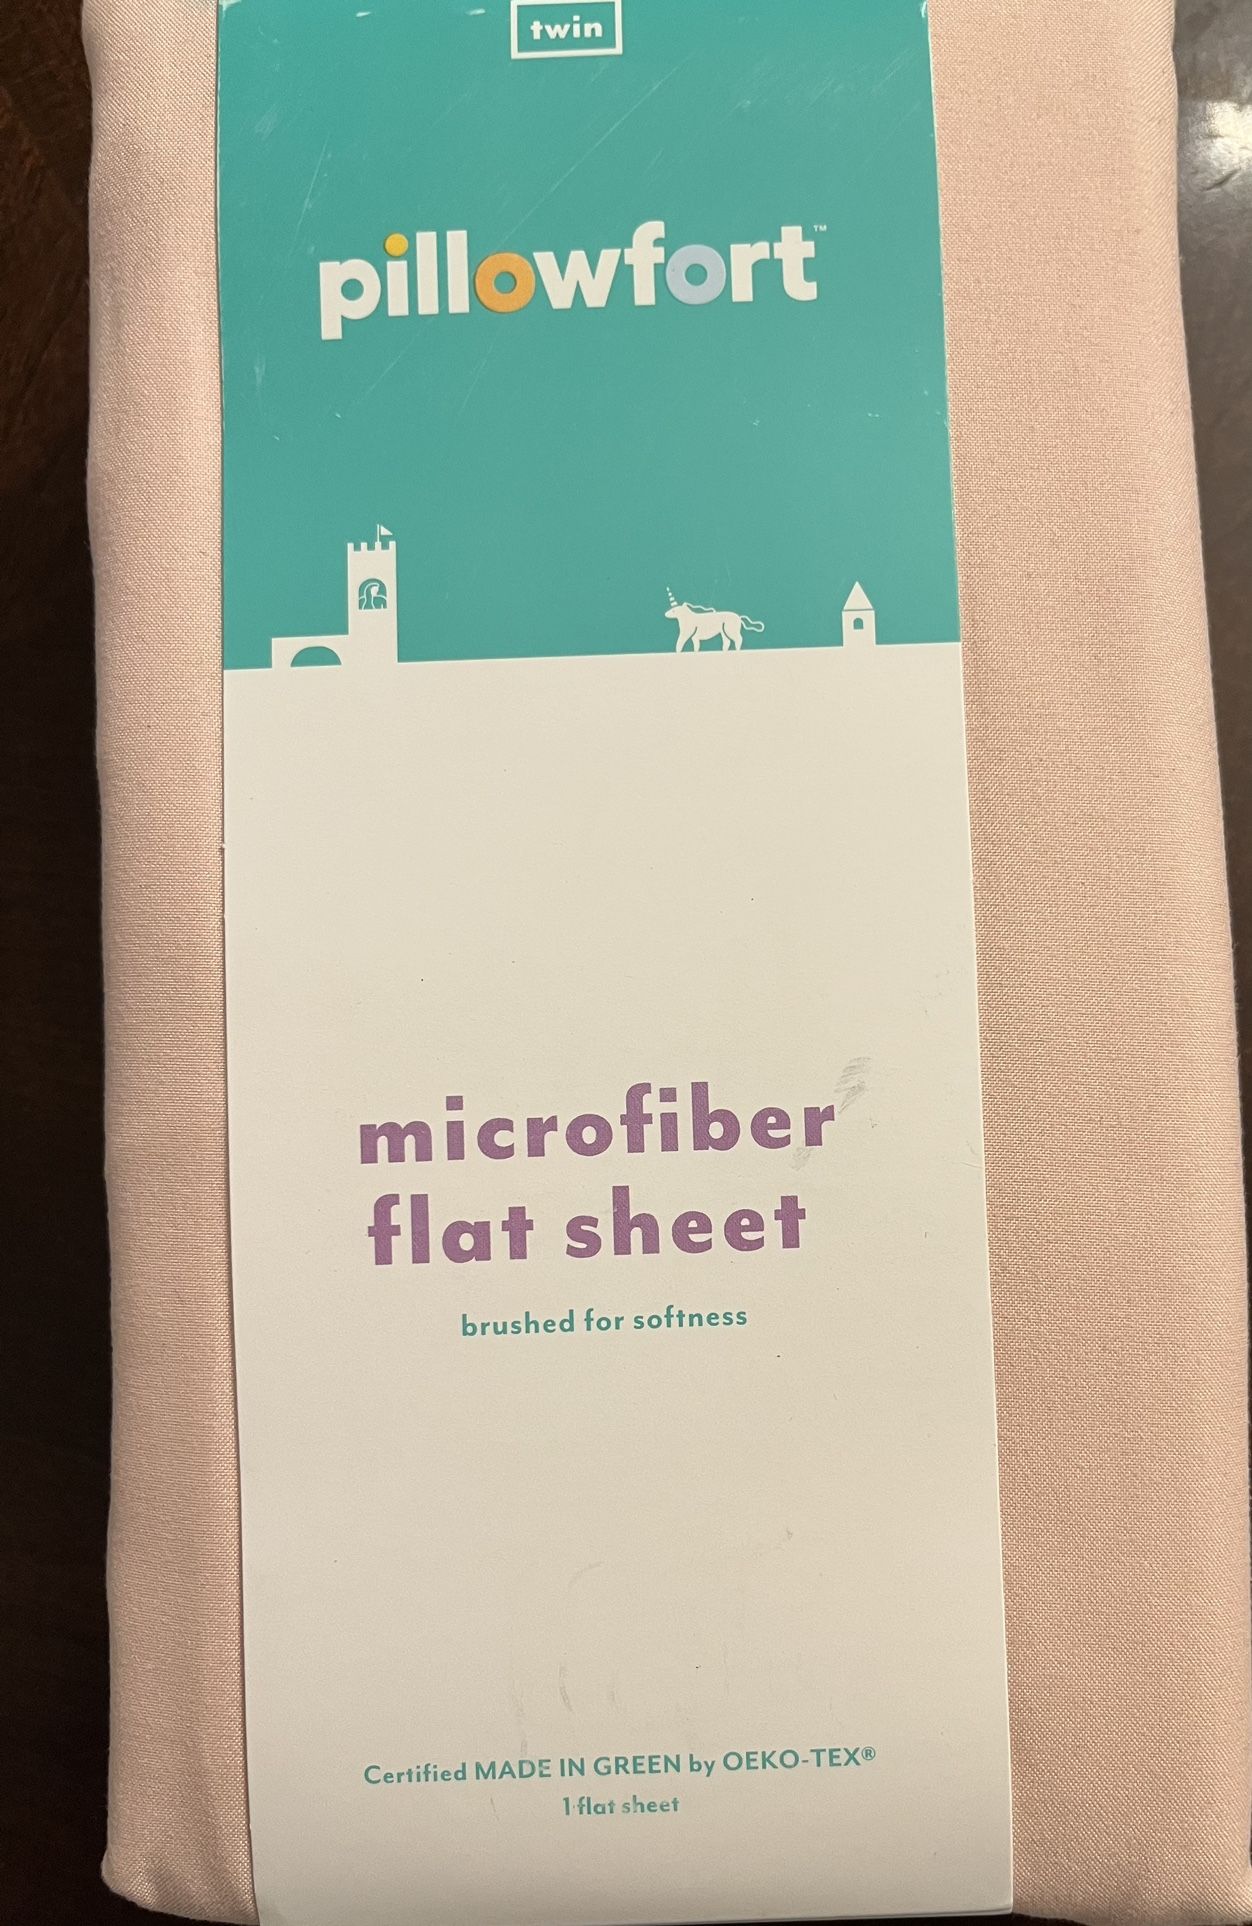 twin
pillowfort™
microfiber
flat sheet
brushed for softness
Certified MADE IN GREEN by OEKO-TEX®
1 flat sheet